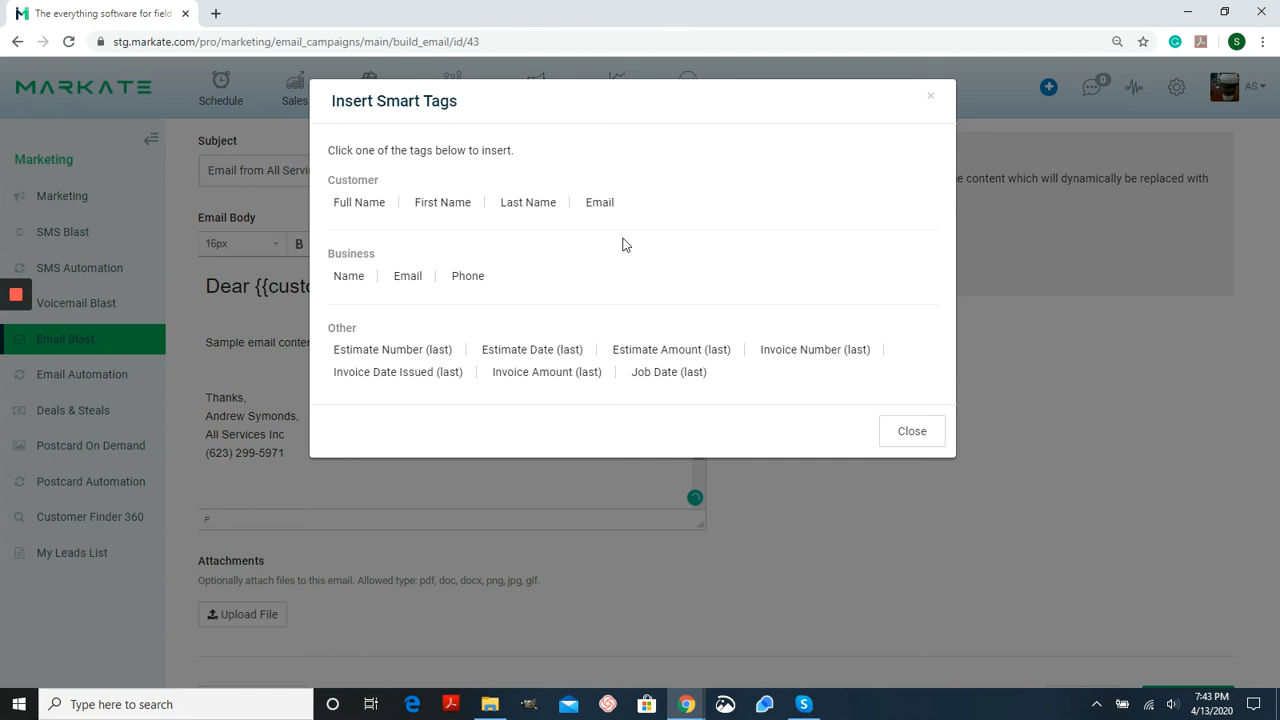 The everything software for field
stg.markate.com/pro/marketing/email_campaigns/main/build_email/id/43
S
MARKATE
Schedule
Sales
0
AS
Marketing
Marketing
SMS Blast
SMS Automation
Voicemail Blast
Email Blast
Email Automation
Deals & Steals
Postcard On Demand
Postcard Automation
Customer Finder 360
My Leads List
Subject
Email from All Servi
Email Body
16px
B
Dear {{custo
Sample email conten
Thanks,
Andrew Symonds,
All Services Inc
(623) 299-5971
P
Attachments
Optionally attach files to this email. Allowed type: pdf, doc, docx, png, jpg, gif.
Upload File
e content which will dynamically be replaced with
Insert Smart Tags
×
Click one of the tags below to insert.
Customer
Full Name First Name Last Name Email
Business
Name Email Phone
Other
Estimate Number (last) Estimate Date (last) Estimate Amount (last) Invoice Number (last)
Invoice Date Issued (last) Invoice Amount (last) Job Date (last)
Close
Type here to search
7:43 PM
4/13/2020